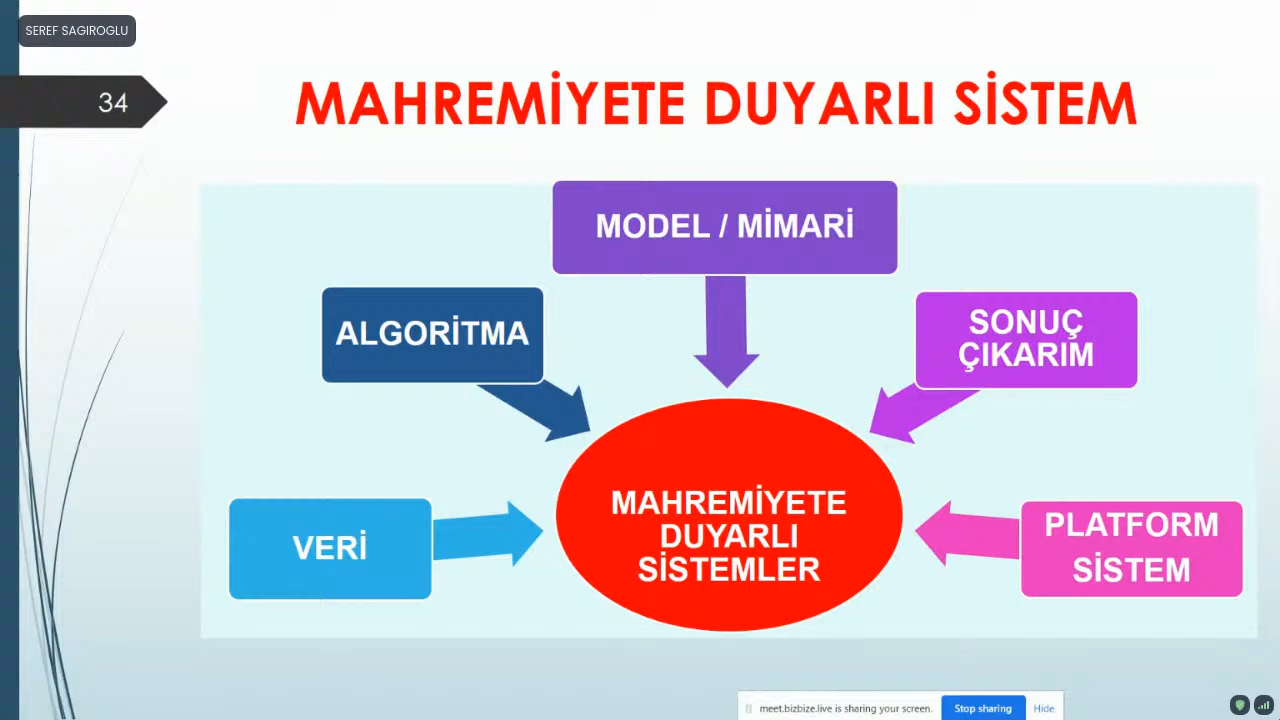 SEREF SAGIROGLU
34
MAHREMİYETE DUYARLI SİSTEM
MODEL / MİMARİ
ALGORİTMA
SONUÇ
ÇIKARIM
VERİ
MAHREMİYETE
DUYARLI
SİSTEMLER
PLATFORM
SİSTEM
meet.bizbize.live is sharing your screen.
Stop sharing
Hide